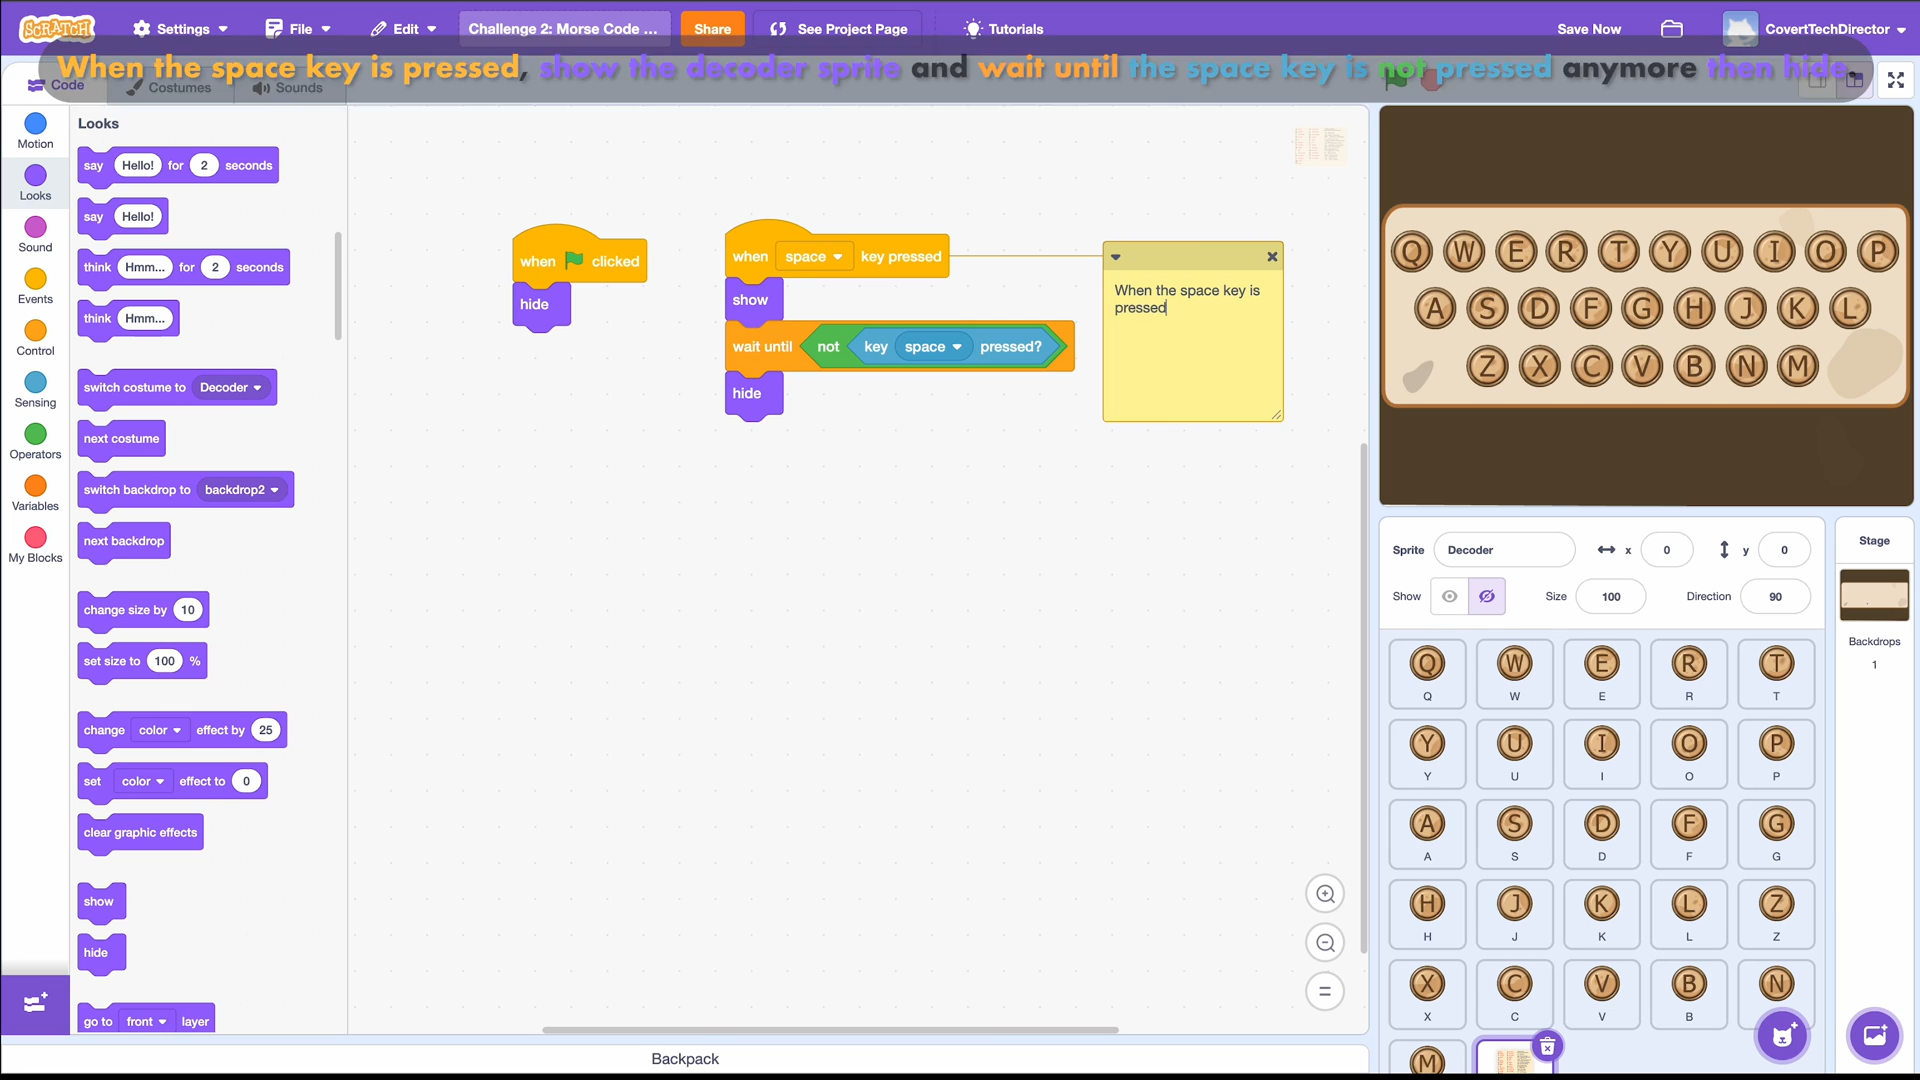 SCRATCH
Settings
File
Edit
Challenge 2: Morse Code ...
Share
See Project Page
Tutorials
Save Now
CovertTechDirector
When the space key is pressed, show the decoder sprite and wait until the space key is not pressed anymore then hide.
Code
Costumes
Sounds
Motion
Looks
Sound
Events
Control
Sensing
Operators
Variables
My Blocks
Looks
say Hello! for 2 seconds
say Hello!
think Hmm... for 2 seconds
think Hmm...
switch costume to Decoder
next costume
switch backdrop to backdrop2
next backdrop
change size by 10
set size to 100 %
change color effect by 25
set color effect to 0
clear graphic effects
show
hide
go to front layer
when clicked
hide
when space key pressed
show
wait until not key space pressed?
hide
When the space key is
pressed
Backpack
Q W E R T Y U I O P
A S D F G H J K L
Z X C V B N M
Sprite Decoder x 0 y 0
Show Size 100 Direction 90
Stage
Backdrops
1
Q W E R T
Q W E R T
Y U I O P
Y U I O P
A S D F G
A S D F G
H J K L Z
H J K L Z
X C V B N
X C V B
M